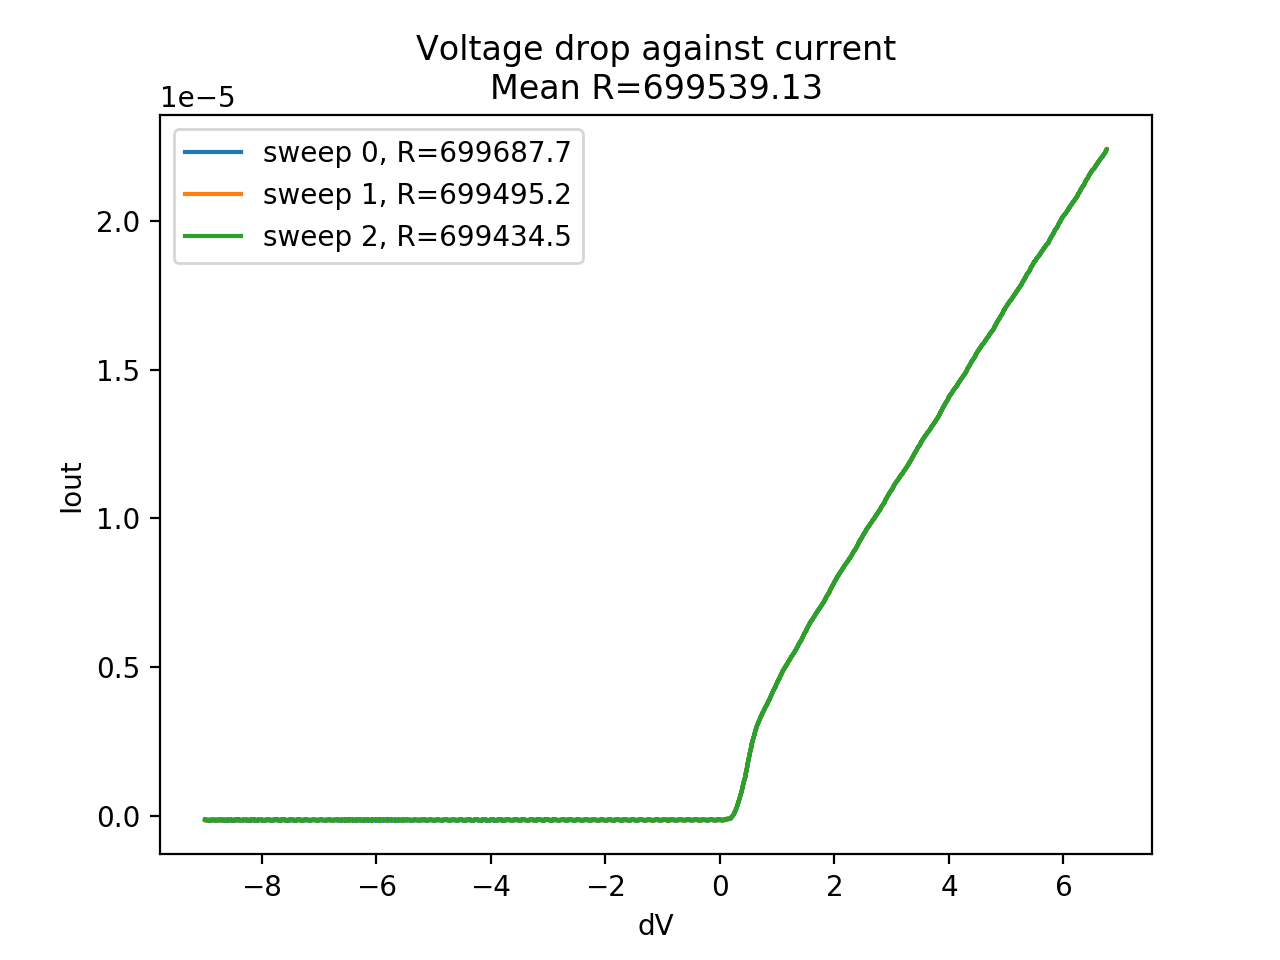 Voltage drop against current
Mean R=699539.13
1e−5
sweep 0, R=699687.7
sweep 1, R=699495.2
sweep 2, R=699434.5
2.0
1.5
1.0
0.5
0.0
Iout
−8 −6 −4 −2 0 2 4 6
dV